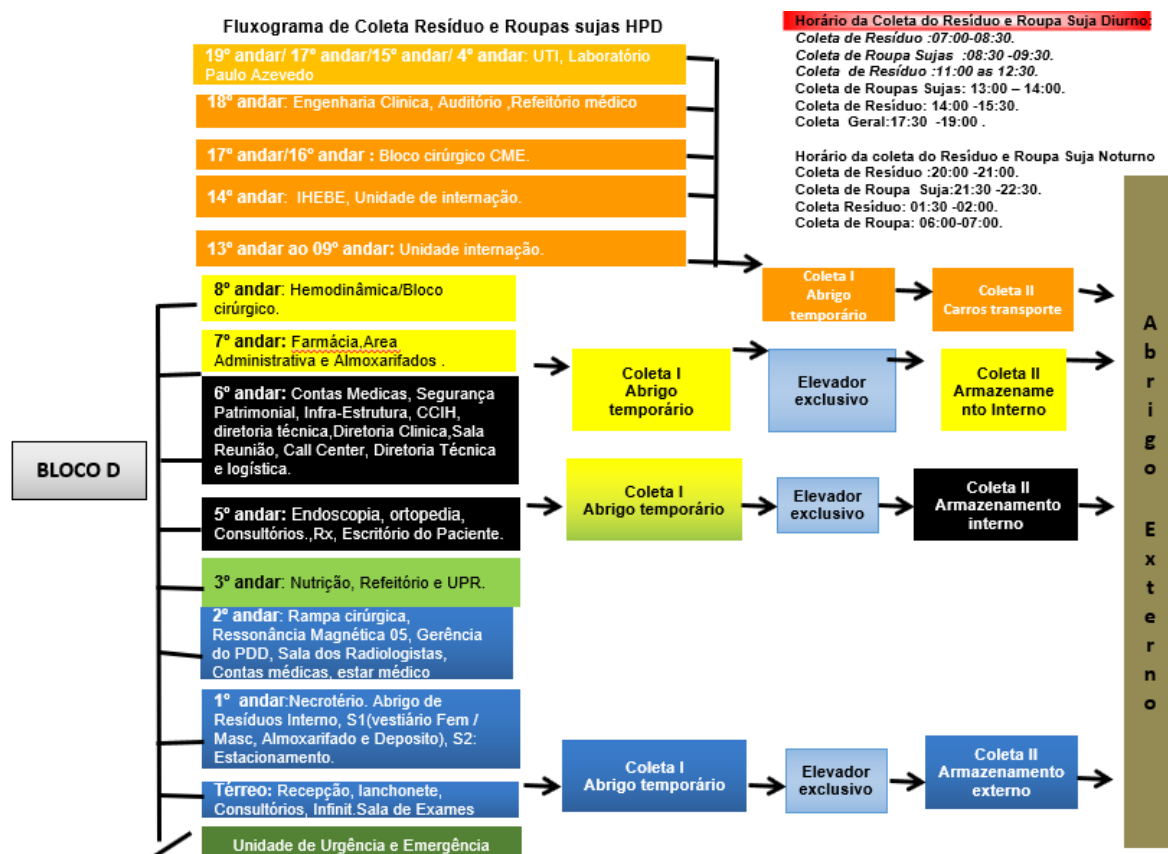 Fluxograma de Coleta Resíduo e Roupas sujas HPD
Horário da Coleta do Resíduo e Roupa Suja Diurno:
Coleta de Resíduo :07:00-08:30.
Coleta de Roupa Sujas :08:30 -09:30.
Coleta de Resíduo :11:00 as 12:30.
Coleta de Roupas Sujas: 13:00 – 14:00.
Coleta de Resíduo: 14:00 -15:30.
Coleta Geral:17:30 -19:00 .
Horário da coleta do Resíduo e Roupa Suja Noturno
Coleta de Resíduo :20:00 -21:00.
Coleta de Roupa Suja:21:30 -22:30.
Coleta Resíduo: 01:30 -02:00.
Coleta de Roupa: 06:00-07:00.
19º andar/ 17º andar/15º andar/ 4º andar: UTI, Laboratório
Paulo Azevedo
18º andar: Engenharia Clinica, Auditório ,Refeitório médico
17º andar/16º andar : Bloco cirúrgico CME.
14º andar: IHEBE, Unidade de internação.
13º andar ao 09º andar: Unidade internação.
Coleta I
Abrigo
temporário
Coleta II
Carros transporte
8º andar: Hemodinâmica/Bloco
cirúrgico.
7º andar: Farmácia,Area
Administrativa e Almoxarifados .
Coleta I
Abrigo
temporário
Elevador
exclusivo
Coleta II
Armazename
nto Interno
6º andar: Contas Medicas, Segurança
Patrimonial, Infra-Estrutura, CCIH,
diretoria técnica,Diretoria Clinica,Sala
Reunião, Call Center, Diretoria Técnica
e logística.
BLOCO D
5º andar: Endoscopia, ortopedia,
Consultórios.,Rx, Escritório do Paciente.
Coleta I
Abrigo temporário
Elevador
exclusivo
Coleta II
Armazenamento
interno
3º andar: Nutrição, Refeitório e UPR.
2º andar: Rampa cirúrgica,
Ressonância Magnética 05, Gerência
do PDD, Sala dos Radiologistas,
Contas médicas, estar médico
1º andar:Necrotério. Abrigo de
Resíduos Interno, S1(vestiário Fem /
Masc, Almoxarifado e Deposito), S2:
Estacionamento.
Térreo: Recepção, lanchonete,
Consultórios, Infinit.Sala de Exames
Coleta I
Abrigo temporário
Elevador
exclusivo
Coleta II
Armazenamento
externo
Unidade de Urgência e Emergência
Abrigo Externo